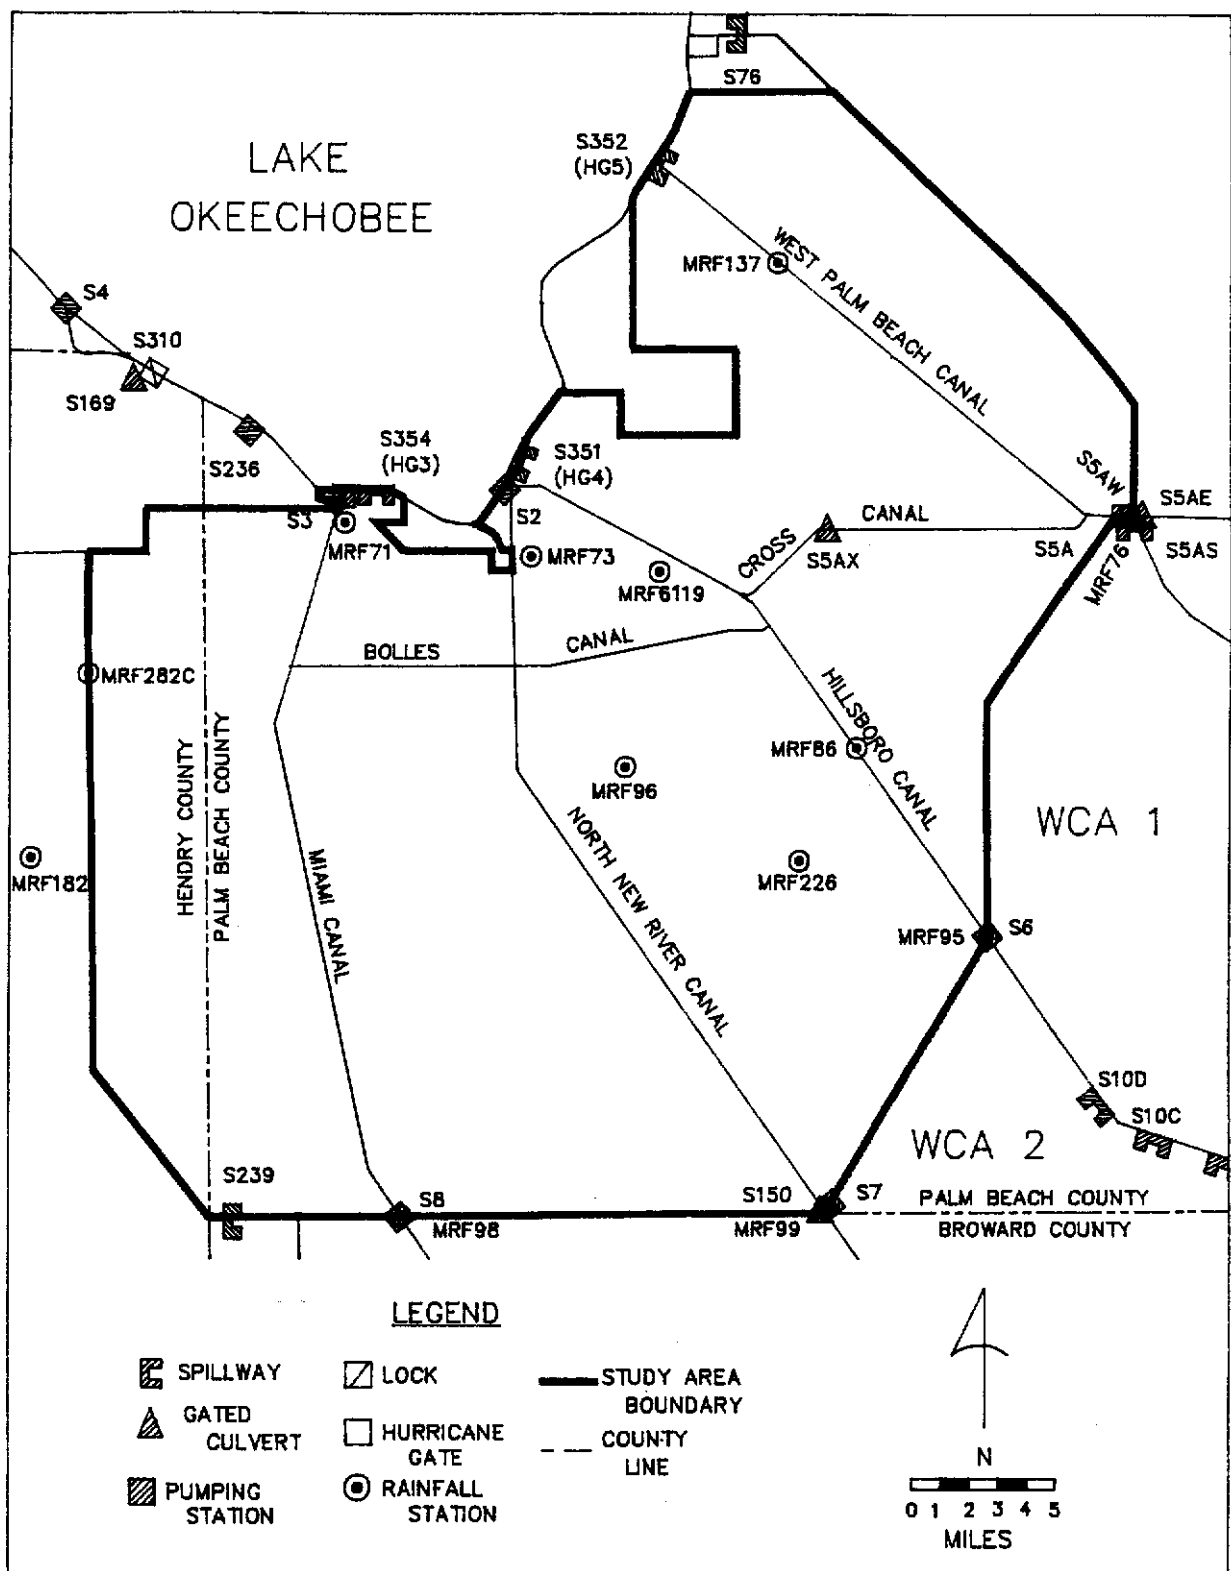 S76
S352
(HG5)
LAKE
OKEECHOBEE
MRF137
WEST PALM BEACH CANAL
S4
S310
S169
S236
S354
(HG3)
S351
(HG4)
S3
S2
MRF71
MRF73
MRF6119
CROSS
CANAL
S5AX
S5AW
S5AE
S5A
S5AS
MRF76
BOLLES
CANAL
MRF282C
HENDRY COUNTY
PALM BEACH COUNTY
MIAMI CANAL
MRF182
MRF96
NORTH NEW RIVER CANAL
MRF86
HILLSBORO CANAL
MRF226
WCA 1
MRF95
S6
S10D
S10C
WCA 2
S239
S8
MRF98
S150
S7
MRF99
PALM BEACH COUNTY
BROWARD COUNTY
LEGEND
SPILLWAY
GATED
CULVERT
PUMPING
STATION
LOCK
HURRICANE
GATE
RAINFALL
STATION
STUDY AREA
BOUNDARY
COUNTY
LINE
N
0 1 2 3 4 5
MILES